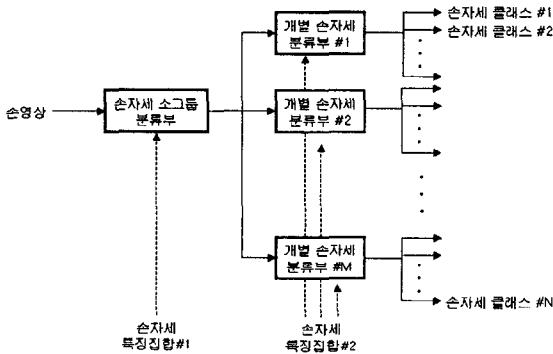 개별 손자세
분류부 #1
손자세 클래스 #1
손자세 클래스 #2
손영상
손자세 소그룹
분류부
개별 손자세
분류부 #2
개별 손자세
분류부 #M
손자세 클래스 #N
손자세
특징집합#1
손자세
특징집합#2